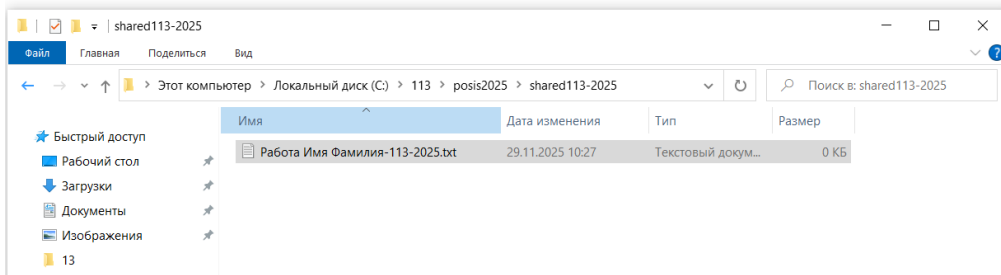 shared113-2025
Файл Главная Поделиться Вид
Этот компьютер > Локальный диск (C:) > 113 > posis2025 > shared113-2025 Поиск в: shared113-2025
Имя Дата изменения Тип Размер
Быстрый доступ
Работа Имя Фамилия-113-2025.txt 29.11.2025 10:27 Текстовый докум... 0 КБ
Рабочий стол
Загрузки
Документы
Изображения
13